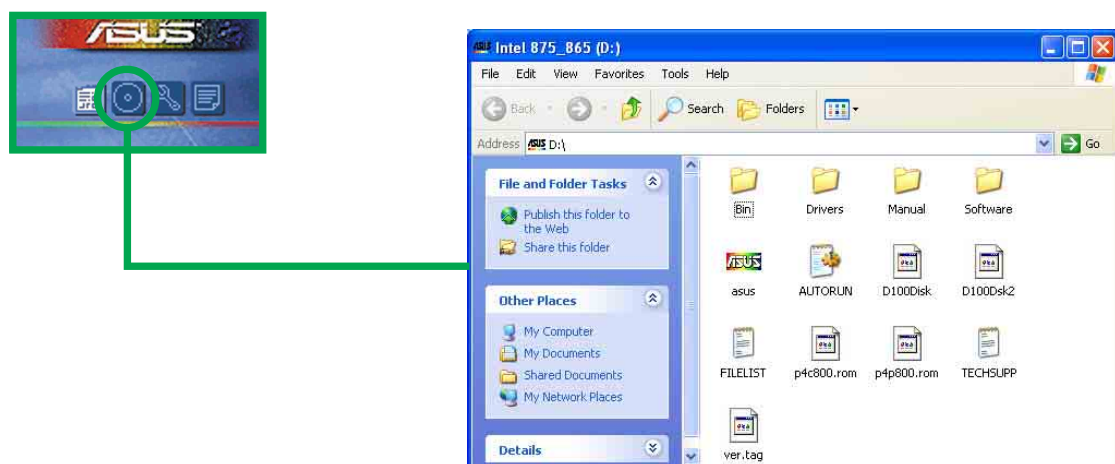 ASUS
Intel 875_865 (D:)
File Edit View Favorites Tools Help
Back Search Folders
Address D:\ Go
File and Folder Tasks
Publish this folder to
the Web
Share this folder
Other Places
My Computer
My Documents
Shared Documents
My Network Places
Details
Bin Drivers Manual Software
asus AUTORUN D100Disk D100Dsk2
FILELIST p4c800.rom p4p800.rom TECHSUPP
ver.tag